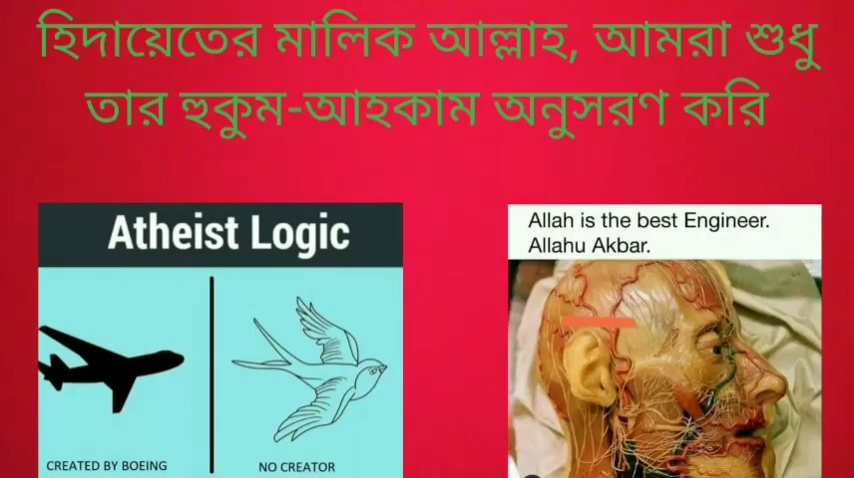 হিদায়েতের মালিক আল্লাহ, আমরা শুধু
তার হুকুম-আহকাম অনুসরণ করি
Atheist Logic
CREATED BY BOEING
NO CREATOR
Allah is the best Engineer.
Allahu Akbar.